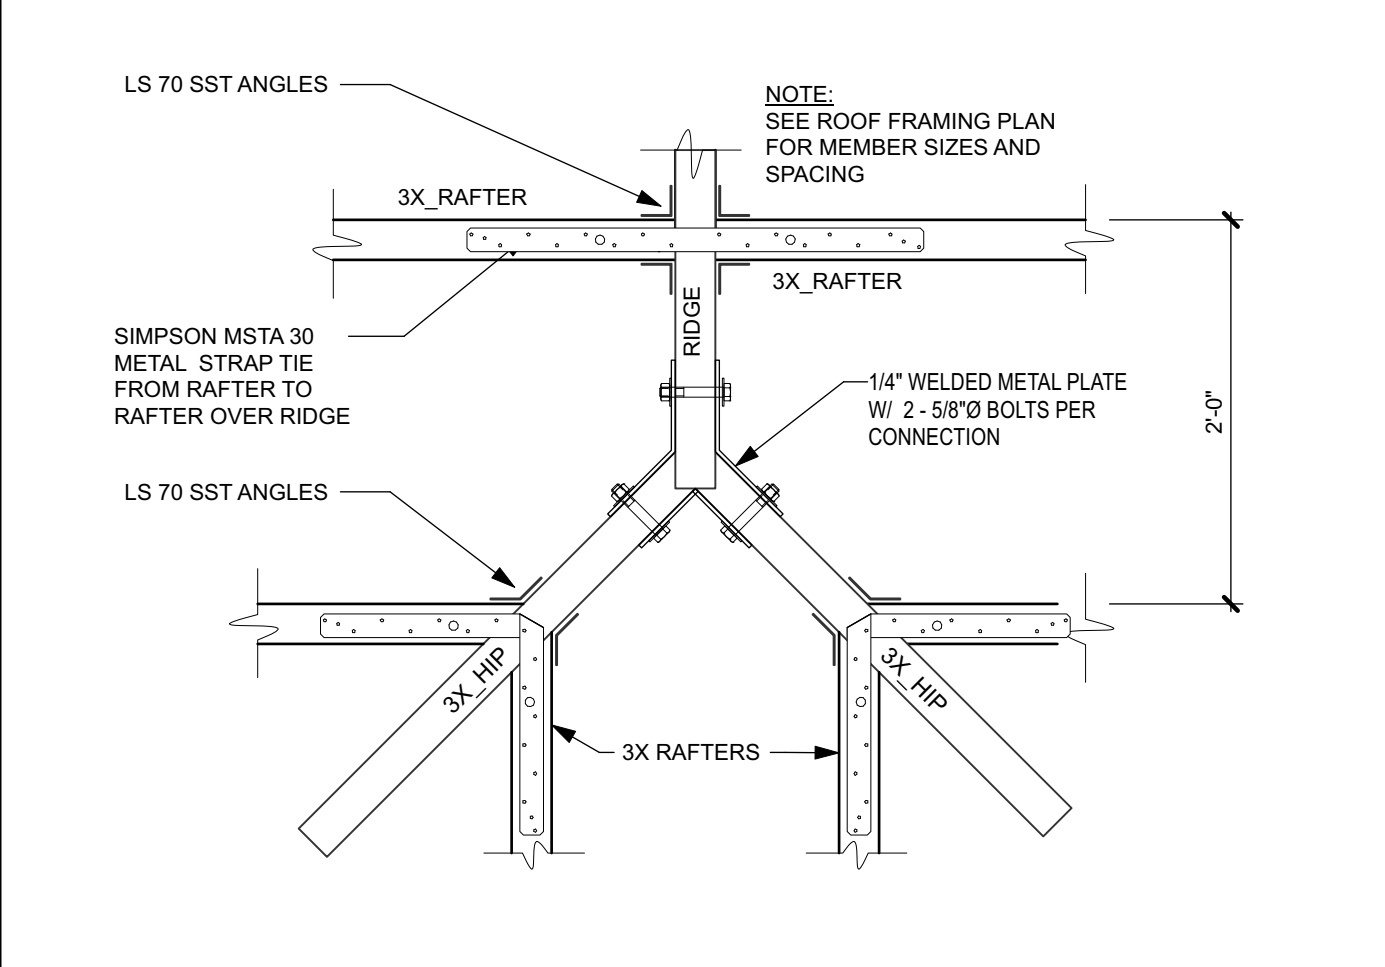 LS 70 SST ANGLES
NOTE:
SEE ROOF FRAMING PLAN
FOR MEMBER SIZES AND
SPACING
3X_RAFTER
3X_RAFTER
RIDGE
SIMPSON MSTA 30
METAL STRAP TIE
FROM RAFTER TO
RAFTER OVER RIDGE
1/4" WELDED METAL PLATE
W/ 2 - 5/8"Ø BOLTS PER
CONNECTION
2'-0"
LS 70 SST ANGLES
3X_HIP
3X_HIP
3X RAFTERS